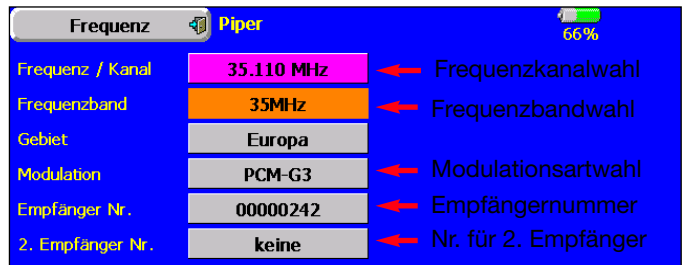 Frequenz Piper 66%
Frequenz / Kanal 35.110 MHz Frequenzkanalwahl
Frequenzband 35MHz Frequenzbandwahl
Gebiet Europa
Modulation PCM-G3 Modulationsartwahl
Empfänger Nr. 00000242 Empfängernummer
2. Empfänger Nr. keine Nr. für 2. Empfänger